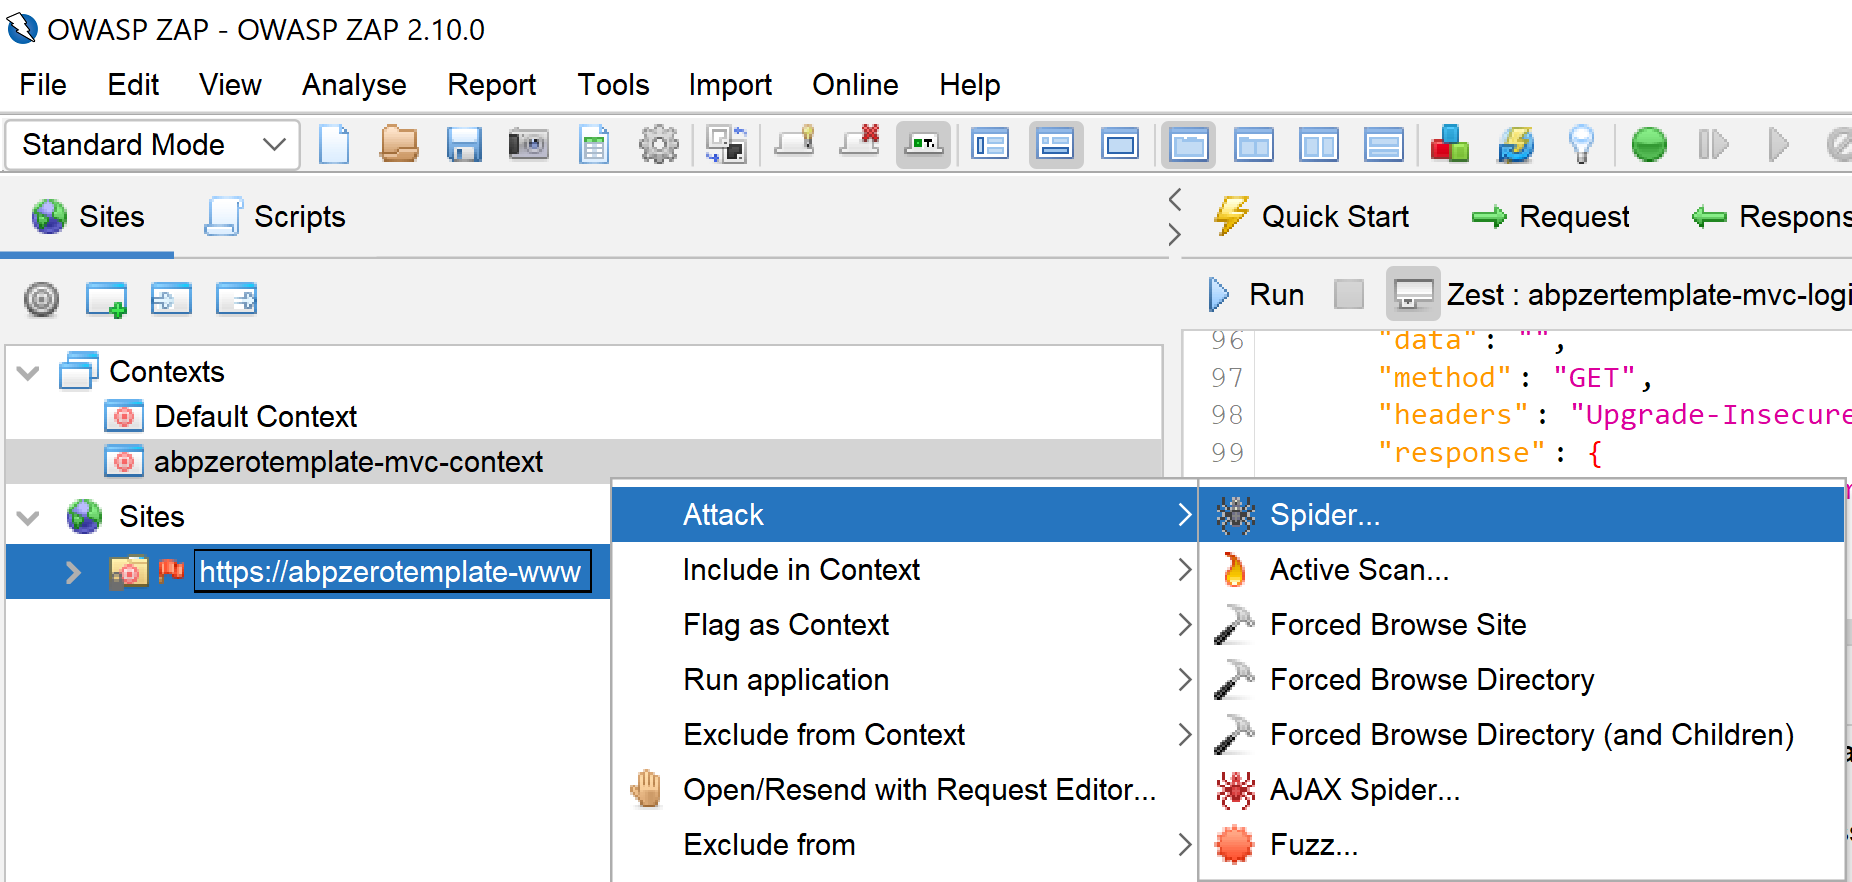 OWASP ZAP - OWASP ZAP 2.10.0
File Edit View Analyse Report Tools Import Online Help
Standard Mode
Sites Scripts
Quick Start Request Respons
Run Zest : abpzertemplate-mvc-logi
96 "data": "",
97 "method": "GET",
98 "headers": "Upgrade-Insecure
99 "response": {
Contexts
Default Context
abpzerotemplate-mvc-context
Sites
https://abpzerotemplate-www
Attack
Include in Context
Flag as Context
Run application
Exclude from Context
Open/Resend with Request Editor...
Exclude from
Spider...
Active Scan...
Forced Browse Site
Forced Browse Directory
Forced Browse Directory (and Children)
AJAX Spider...
Fuzz...